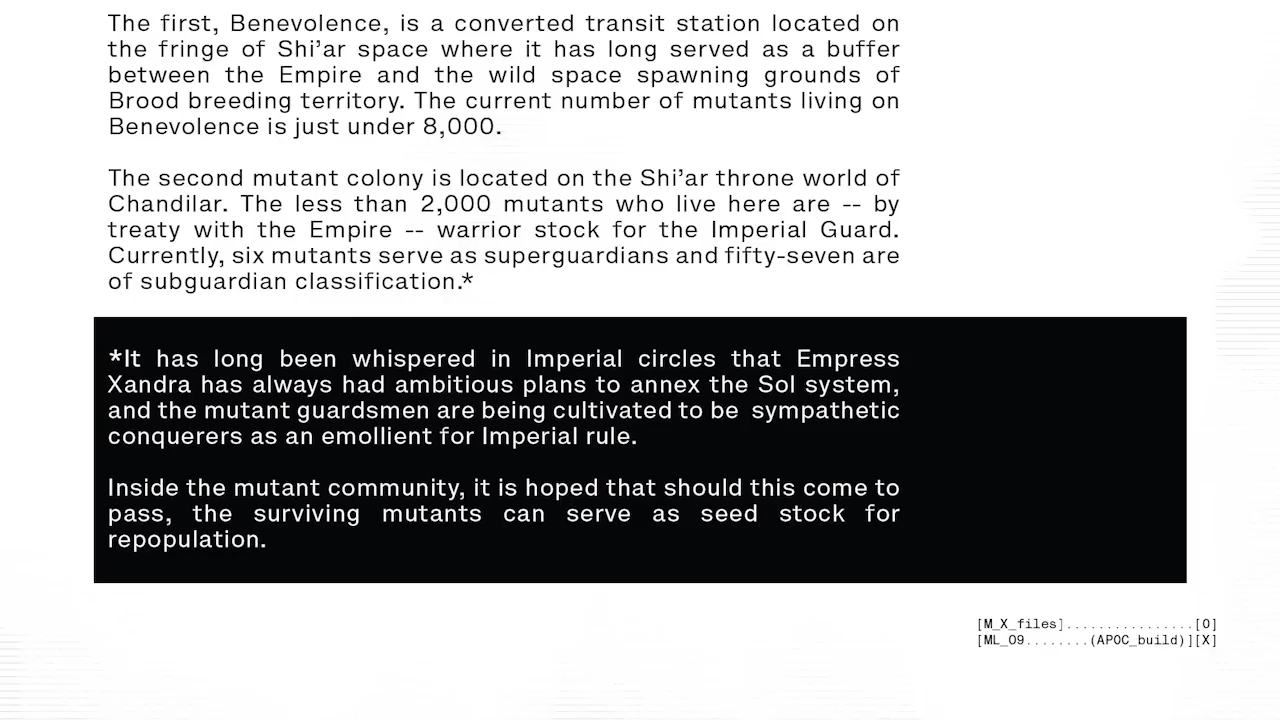 The first, Benevolence, is a converted transit station located on
the fringe of Shi’ar space where it has long served as a buffer
between the Empire and the wild space spawning grounds of
Brood breeding territory. The current number of mutants living on
Benevolence is just under 8,000.
The second mutant colony is located on the Shi’ar throne world of
Chandilar. The less than 2,000 mutants who live here are -- by
treaty with the Empire -- warrior stock for the Imperial Guard.
Currently, six mutants serve as superguardians and fifty-seven are
of subguardian classification.*
*It has long been whispered in Imperial circles that Empress
Xandra has always had ambitious plans to annex the Sol system,
and the mutant guardsmen are being cultivated to be sympathetic
conquerers as an emollient for Imperial rule.
Inside the mutant community, it is hoped that should this come to
pass, the surviving mutants can serve as seed stock for
repopulation.
[M_X_files]................[0]
[ML_09........(APOC_build)][X]